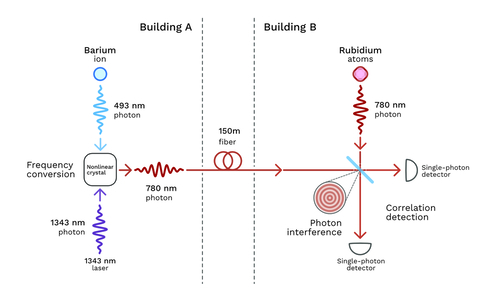 Building A
Building B
Barium
ion
Rubidium
atoms
493 nm
photon
780 nm
photon
150m
fiber
Frequency
conversion
Nonlinear
crystal
780 nm
photon
Single-photon
detector
1343 nm
photon
Photon
interference
Correlation
detection
1343 nm
laser
Single-photon
detector